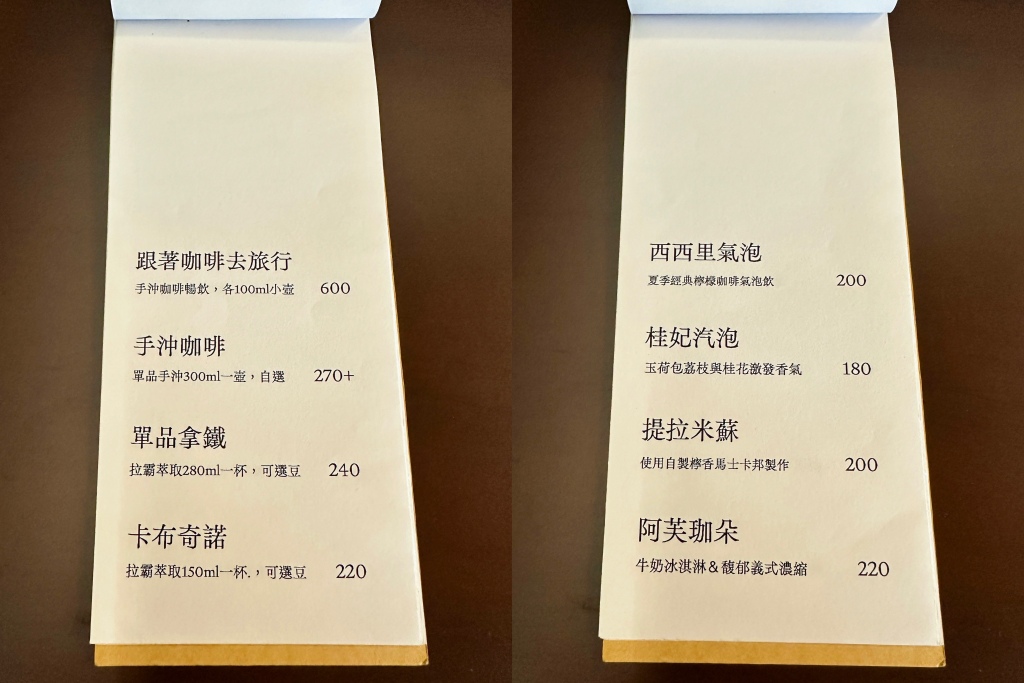 跟著咖啡去旅行
手沖咖啡暢飲，各100ml小壺 600
手沖咖啡
單品手沖300ml一壺，自選 270+
單品拿鐵
拉霸萃取280ml一杯，可選豆 240
卡布奇諾
拉霸萃取150ml一杯.，可選豆 220
西西里氣泡
夏季經典檸檬咖啡氣泡飲 200
桂妃汽泡
玉荷包荔枝與桂花激發香氣 180
提拉米蘇
使用自製檸香馬士卡邦製作 200
阿芙珈朵
牛奶冰淇淋＆馥郁義式濃縮 220